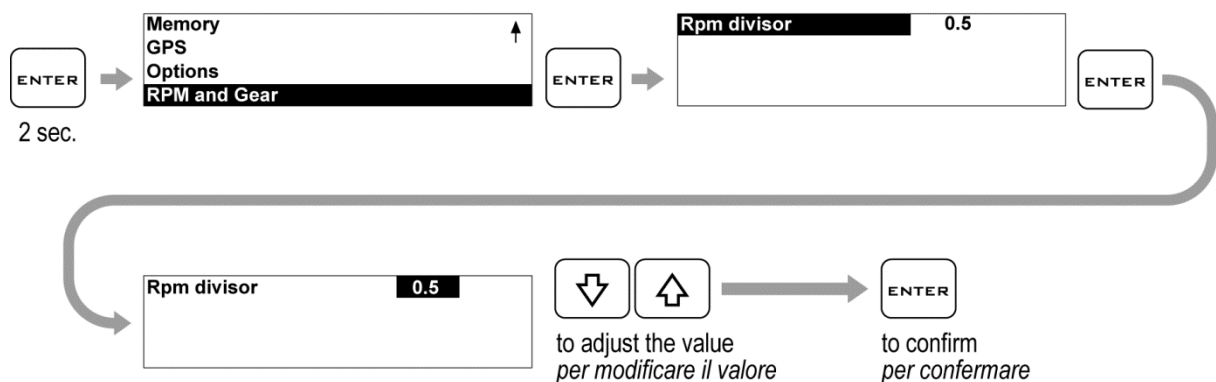 ENTER
2 sec.
Memory
GPS
Options
RPM and Gear
ENTER
Rpm divisor 0.5
ENTER
Rpm divisor 0.5
to adjust the value
per modificare il valore
ENTER
to confirm
per confermare